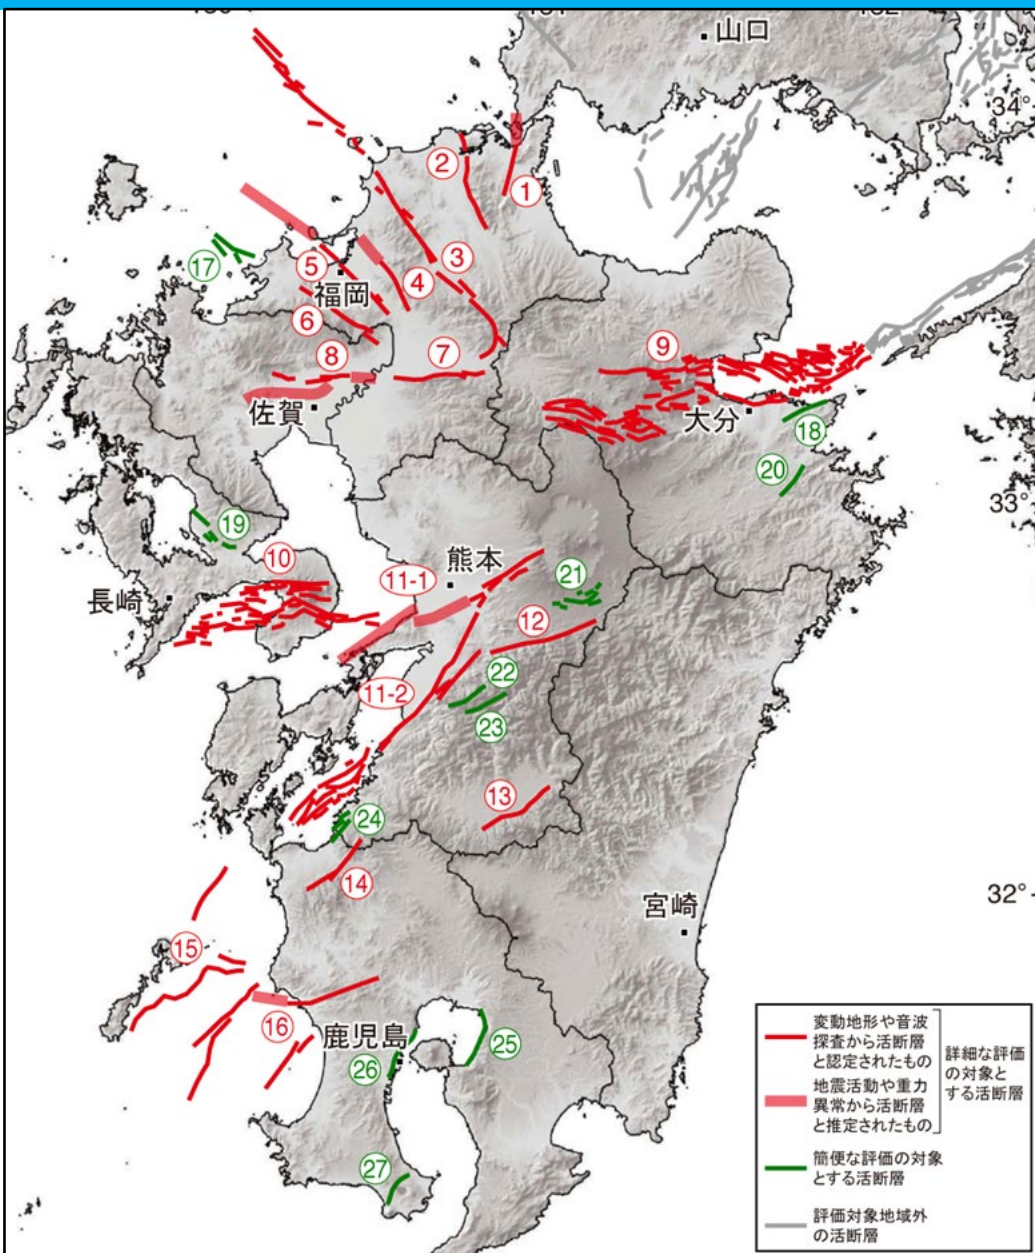 山口
34°
②
①
③
⑰
⑤
④
福岡
⑥
⑧
⑦
⑨
佐賀
大分
⑱
⑳
33°
⑲
⑩
熊本
11-1
㉑
長崎
⑫
㉒
11-2
㉓
⑬
㉔
⑭
32°
宮崎
⑮
⑯
鹿児島
㉕
㉖
㉗
変動地形や音波
探査から活断層
と認定されたもの
地震活動や重力
異常から活断層
と推定されたもの
詳細な評価
の対象と
する活断層
簡便な評価の対象
とする活断層
評価対象地域外
の活断層